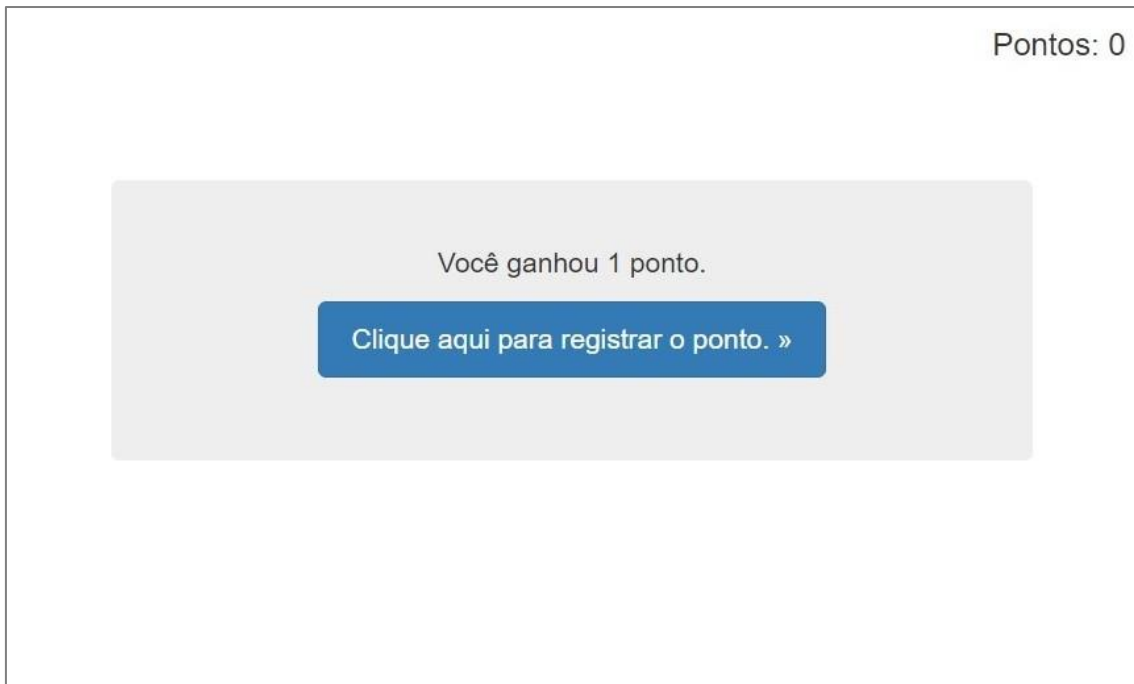 Pontos: 0
Você ganhou 1 ponto.
Clique aqui para registrar o ponto. »